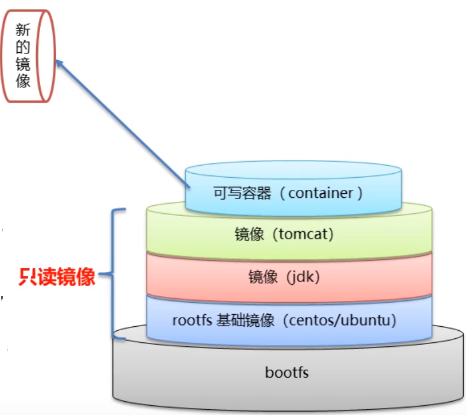 新的镜像
可写容器（container）
镜像（tomcat）
只读镜像
镜像（jdk）
rootfs 基础镜像（centos/ubuntu）
bootfs